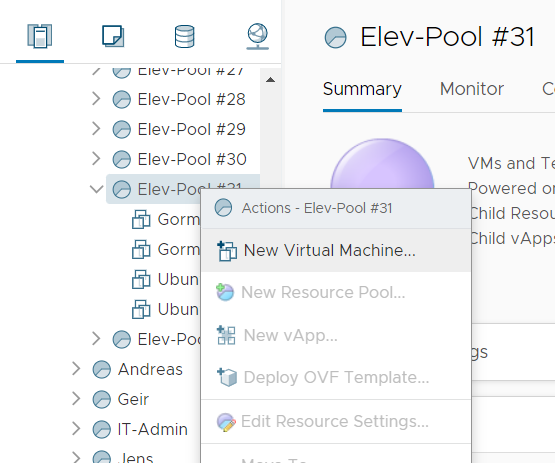 Elev-Pool #31
Elev-Pool #27
Elev-Pool #28
Summary
Monitor
Elev-Pool #29
Elev-Pool #30
VMs and Te
Elev-Pool #31
Powered on
Actions - Elev-Pool #31
Child Resou
Gorm
Child vApps
New Virtual Machine...
Gorm
Ubun
New Resource Pool...
Ubun
New vApp...
Elev-Poo
gs
Andreas
Deploy OVF Template...
Geir
Edit Resource Settings...
IT-Admin
Jens
Move To